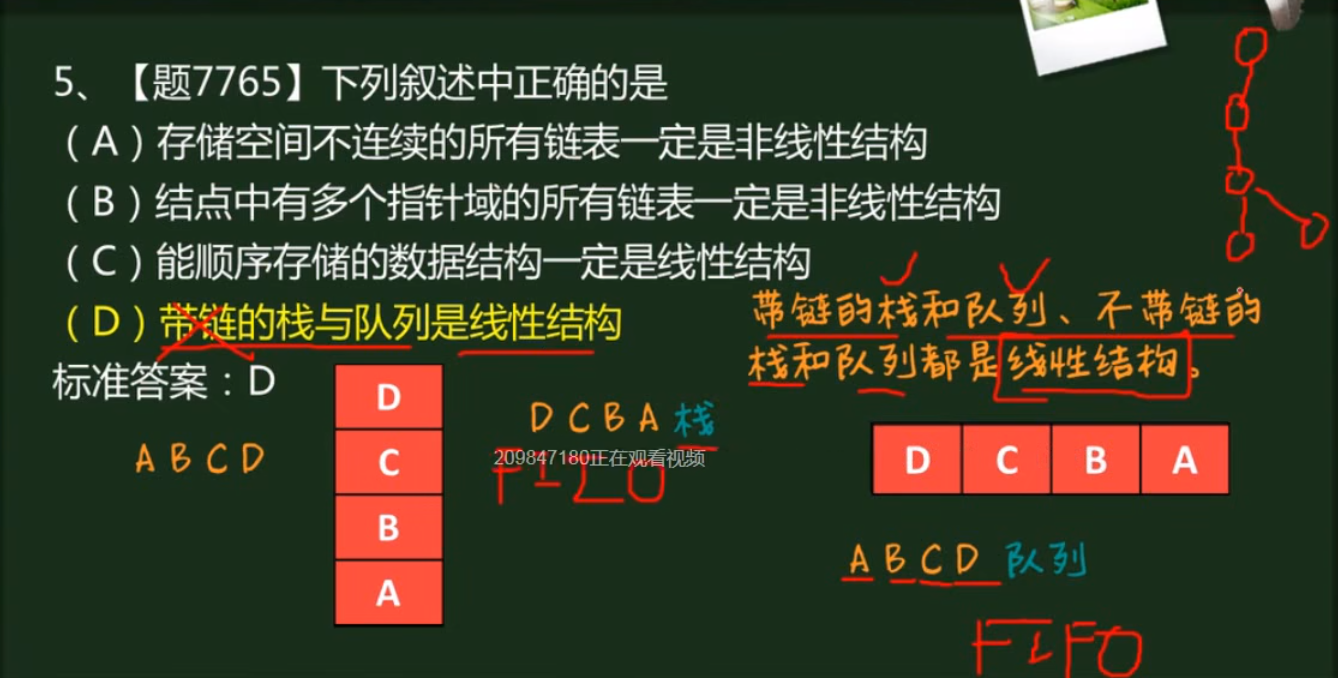 5、【题7765】下列叙述中正确的是
（A）存储空间不连续的所有链表一定是非线性结构
（B）结点中有多个指针域的所有链表一定是非线性结构
（C）能顺序存储的数据结构一定是线性结构
（D）带链的栈与队列是线性结构
带链的栈和队列、不带链的
栈和队列都是线性结构。
标准答案：D
A B C D
D
C
B
A
D C B A 栈
209847180正在观看视频
FILO
D C B A
A B C D 队列
FIFO